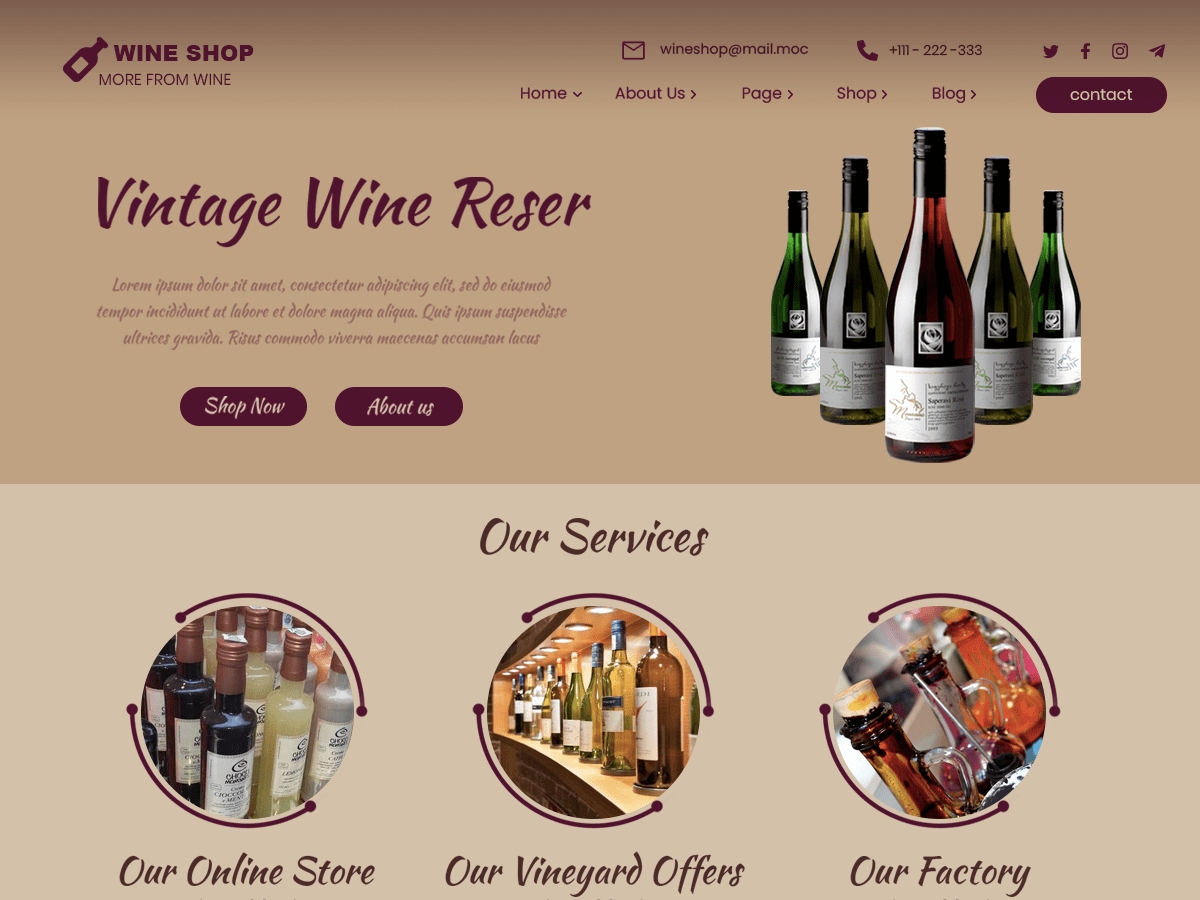 WINE SHOP
MORE FROM WINE
wineshop@mail.moc
+111 - 222 -333
Home
About Us
Page
Shop
Blog
contact
Vintage Wine Reser
Lorem ipsum dolor sit amet, consectetur adipiscing elit, sed do eiusmod
tempor incididunt ut labore et dolore magna aliqua. Quis ipsum suspendisse
ultrices gravida. Risus commodo viverra maecenas accumsan lacus
Shop Now
About us
Saperavi Rosé
Our Services
Our Online Store
Our Vineyard Offers
Our Factory